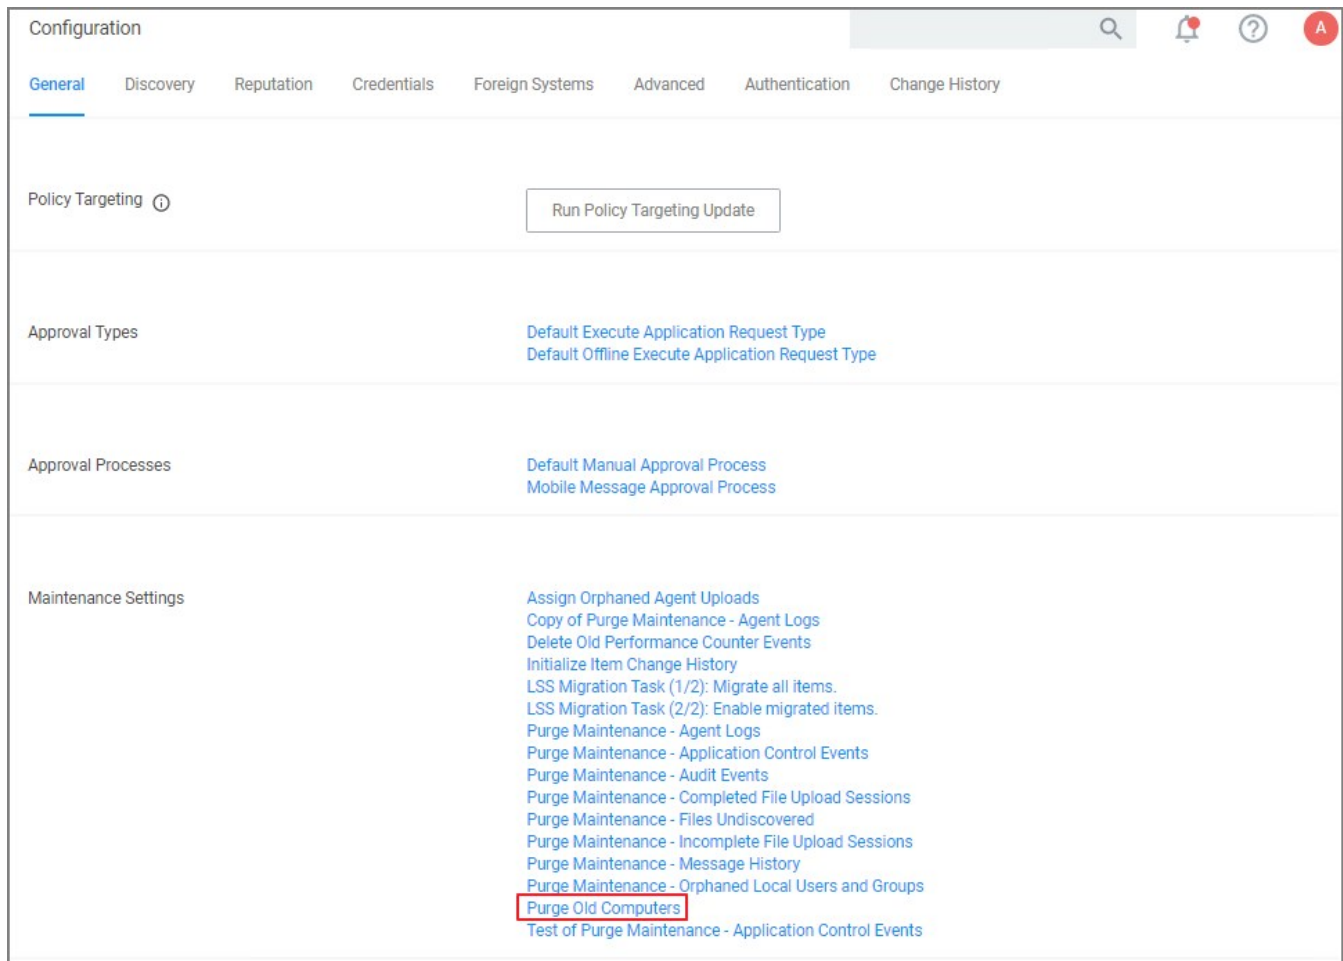 Configuration
A
General Discovery Reputation Credentials Foreign Systems Advanced Authentication Change History
Policy Targeting
Run Policy Targeting Update
Approval Types
Default Execute Application Request Type
Default Offline Execute Application Request Type
Approval Processes
Default Manual Approval Process
Mobile Message Approval Process
Maintenance Settings
Assign Orphaned Agent Uploads
Copy of Purge Maintenance - Agent Logs
Delete Old Performance Counter Events
Initialize Item Change History
LSS Migration Task (1/2): Migrate all items.
LSS Migration Task (2/2): Enable migrated items.
Purge Maintenance - Agent Logs
Purge Maintenance - Application Control Events
Purge Maintenance - Audit Events
Purge Maintenance - Completed File Upload Sessions
Purge Maintenance - Files Undiscovered
Purge Maintenance - Incomplete File Upload Sessions
Purge Maintenance - Message History
Purge Maintenance - Orphaned Local Users and Groups
Purge Old Computers
Test of Purge Maintenance - Application Control Events